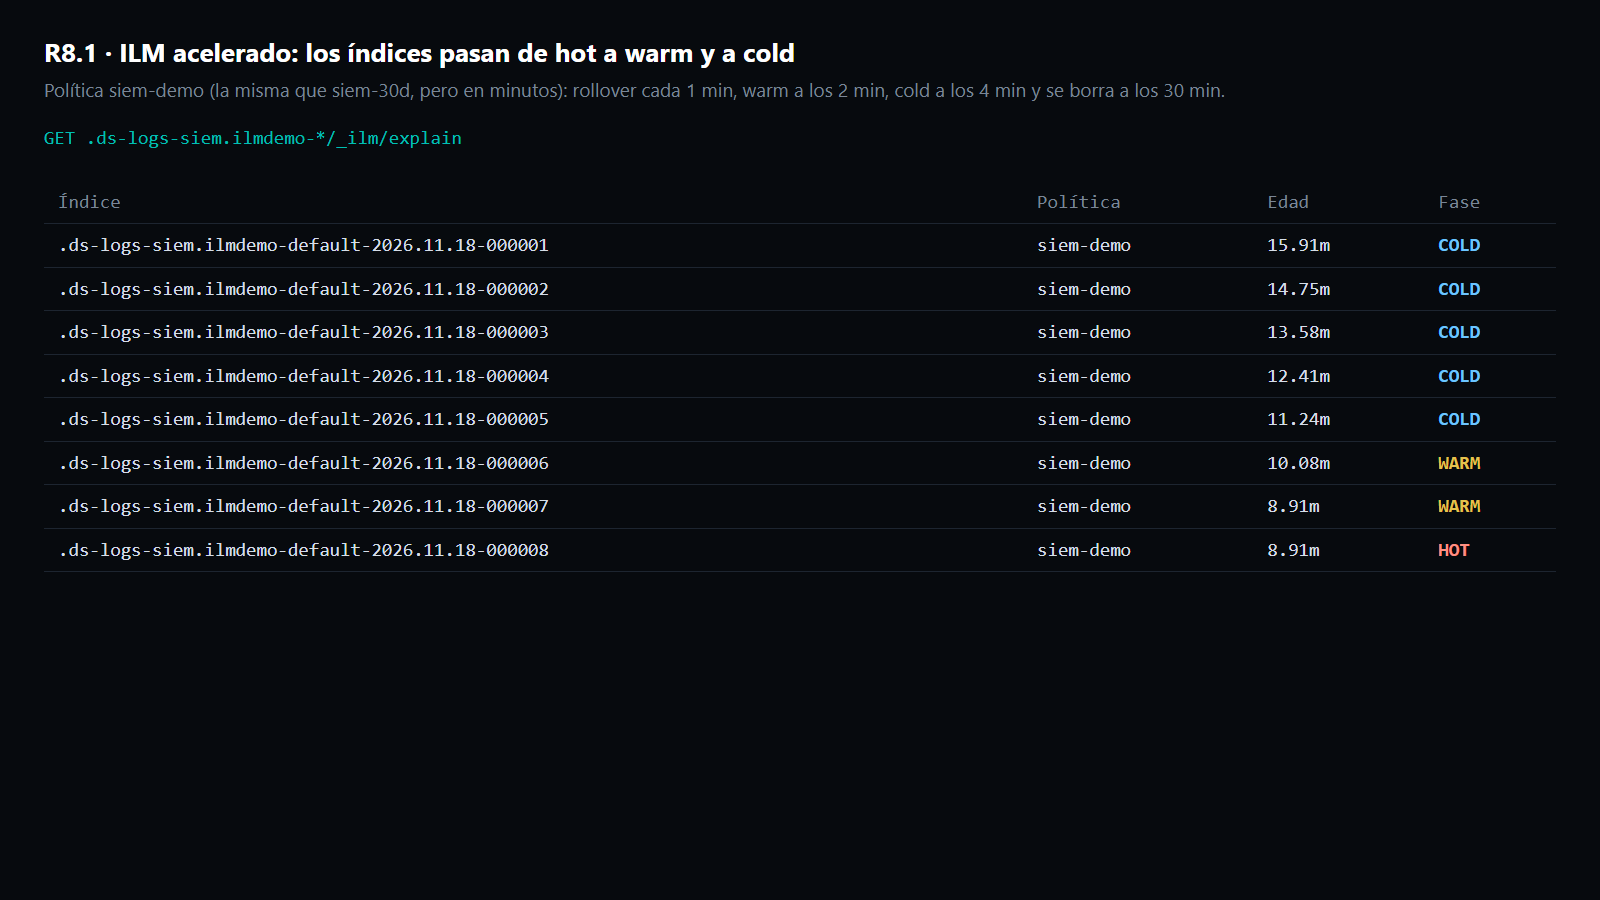 R8.1 · ILM acelerado: los índices pasan de hot a warm y a cold
Política siem-demo (la misma que siem-30d, pero en minutos): rollover cada 1 min, warm a los 2 min, cold a los 4 min y se borra a los 30 min.
GET .ds-logs-siem.ilmdemo-*/_ilm/explain
Índice Política Edad Fase
.ds-logs-siem.ilmdemo-default-2026.11.18-000001 siem-demo 15.91m COLD
.ds-logs-siem.ilmdemo-default-2026.11.18-000002 siem-demo 14.75m COLD
.ds-logs-siem.ilmdemo-default-2026.11.18-000003 siem-demo 13.58m COLD
.ds-logs-siem.ilmdemo-default-2026.11.18-000004 siem-demo 12.41m COLD
.ds-logs-siem.ilmdemo-default-2026.11.18-000005 siem-demo 11.24m COLD
.ds-logs-siem.ilmdemo-default-2026.11.18-000006 siem-demo 10.08m WARM
.ds-logs-siem.ilmdemo-default-2026.11.18-000007 siem-demo 8.91m WARM
.ds-logs-siem.ilmdemo-default-2026.11.18-000008 siem-demo 8.91m HOT